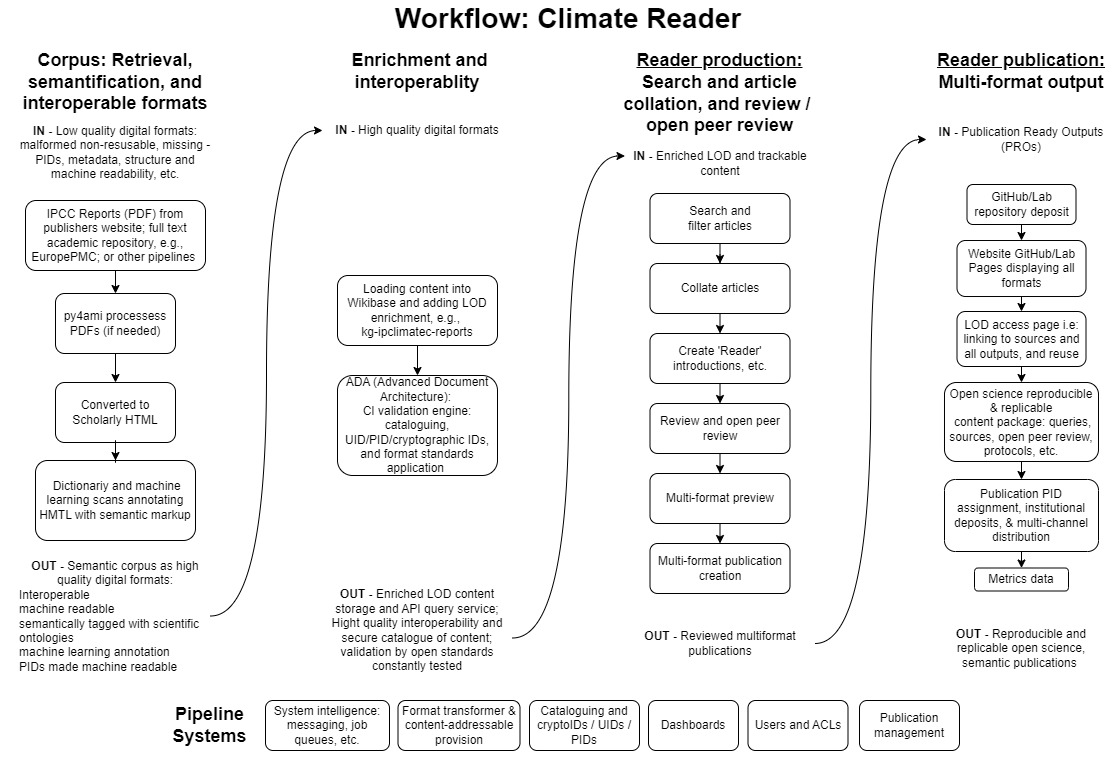 Workflow: Climate Reader
Corpus: Retrieval,
semantification, and
interoperable formats
IN - Low quality digital formats:
malformed non-resusable, missing -
PIDs, metadata, structure and
machine readability, etc.
IPCC Reports (PDF) from
publishers website; full text
academic repository, e.g.,
EuropePMC; or other pipelines
py4ami processess
PDFs (if needed)
Converted to
Scholarly HTML
Dictionariy and machine
learning scans annotating
HMTL with semantic markup
OUT - Semantic corpus as high
quality digital formats:
Interoperable
machine readable
semantically tagged with scientific
ontologies
machine learning annotation
PIDs made machine readable
Enrichment and
interoperablity
IN - High quality digital formats
Loading content into
Wikibase and adding LOD
enrichment, e.g.,
kg-ipclimatec-reports
ADA (Advanced Document
Architecture):
CI validation engine:
cataloguing,
UID/PID/cryptographic IDs,
and format standards
application
OUT - Enriched LOD content
storage and API query service;
Hight quality interoperability and
secure catalogue of content;
validation by open standards
constantly tested
Reader production:
Search and article
collation, and review /
open peer review
IN - Enriched LOD and trackable
content
Search and
filter articles
Collate articles
Create 'Reader'
introductions, etc.
Review and open peer
review
Multi-format preview
Multi-format publication
creation
OUT - Reviewed multiformat
publications
Reader publication:
Multi-format output
IN - Publication Ready Outputs
(PROs)
GitHub/Lab
repository deposit
Website GitHub/Lab
Pages displaying all
formats
LOD access page i.e:
linking to sources and
all outputs, and reuse
Open science reproducible
& replicable
content package: queries,
sources, open peer review,
protocols, etc.
Publication PID
assignment, institutional
deposits, & multi-channel
distribution
Metrics data
OUT - Reproducible and
replicable open science,
semantic publications
Pipeline
Systems
System intelligence:
messaging, job
queues, etc.
Format transformer &
content-addressable
provision
Cataloguing and
cryptoIDs / UIDs /
PIDs
Dashboards
Users and ACLs
Publication
management